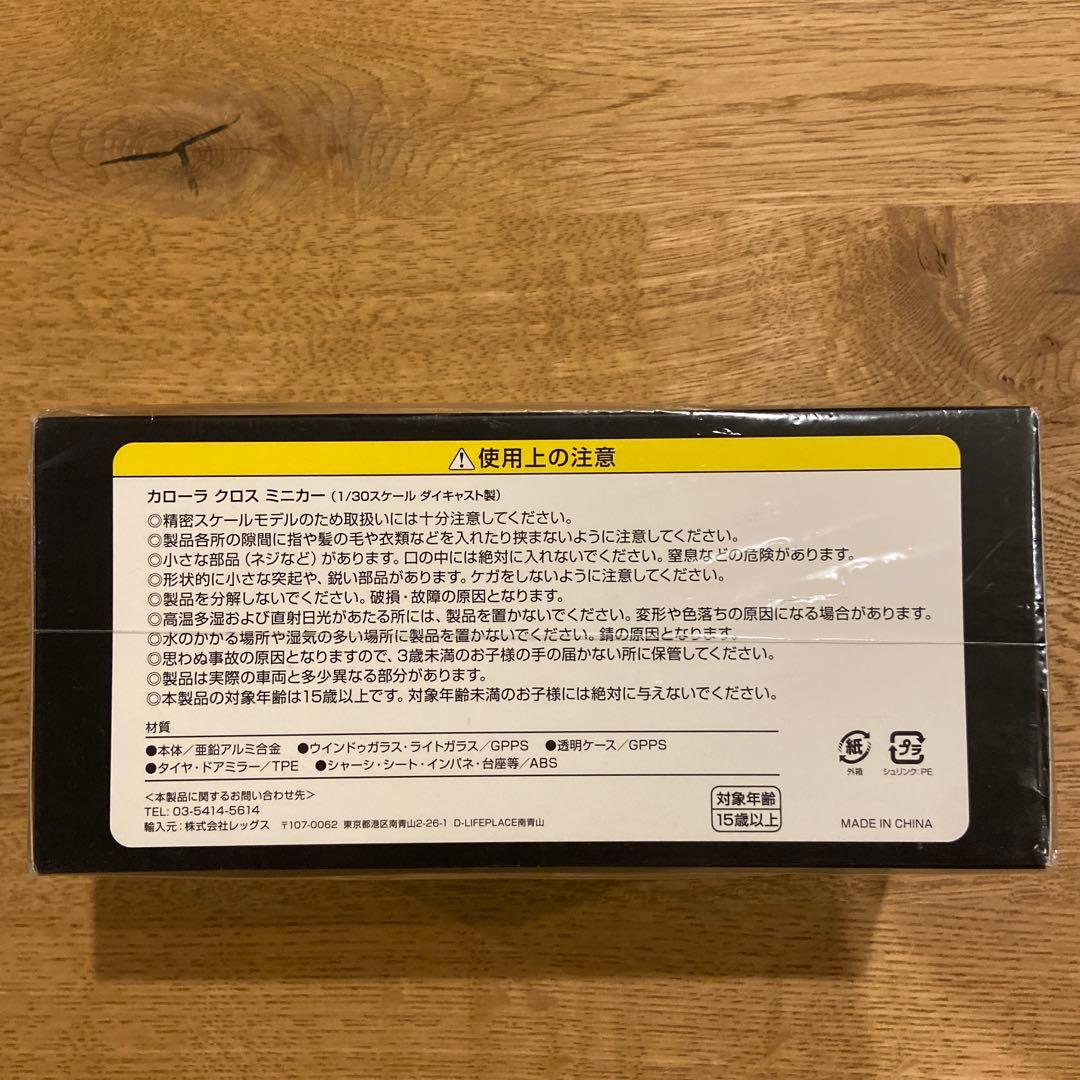 ⚠使用上の注意
カローラ クロス ミニカー（1/30スケール ダイキャスト製）
◎精密スケールモデルのため取扱いには十分注意してください。
◎製品各所の隙間に指や髪の毛や衣類などを入れたり挟まないように注意してください。
◎小さな部品（ネジなど）があります。口の中には絶対に入れないでください。窒息などの危険があります。
◎形状的に小さな突起や、鋭い部品があります。ケガをしないように注意してください。
◎製品を分解しないでください。破損・故障の原因となります。
◎高温多湿および直射日光があたる所には、製品を置かないでください。変形や色落ちの原因になる場合があります。
◎水のかかる場所や湿気の多い場所に製品を置かないでください。錆の原因となります。
◎思わぬ事故の原因となりますので、3歳未満のお子様の手の届かない所に保管してください。
◎製品は実際の車両と多少異なる部分があります。
◎本製品の対象年齢は15歳以上です。対象年齢未満のお子様には絶対に与えないでください。
材質
●本体／亜鉛アルミ合金 ●ウインドゥガラス・ライトガラス／GPPS ●透明ケース／GPPS
●タイヤ・ドアミラー／TPE ●シャーシ・シート・インパネ・台座等／ABS
紙
外箱
プラ
シュリンク:PE
＜本製品に関するお問い合わせ先＞
TEL: 03-5414-5614
輸入元：株式会社レッグス 〒107-0062 東京都港区南青山2-26-1 D-LIFEPLACE南青山
対象年齢
15歳以上
MADE IN CHINA